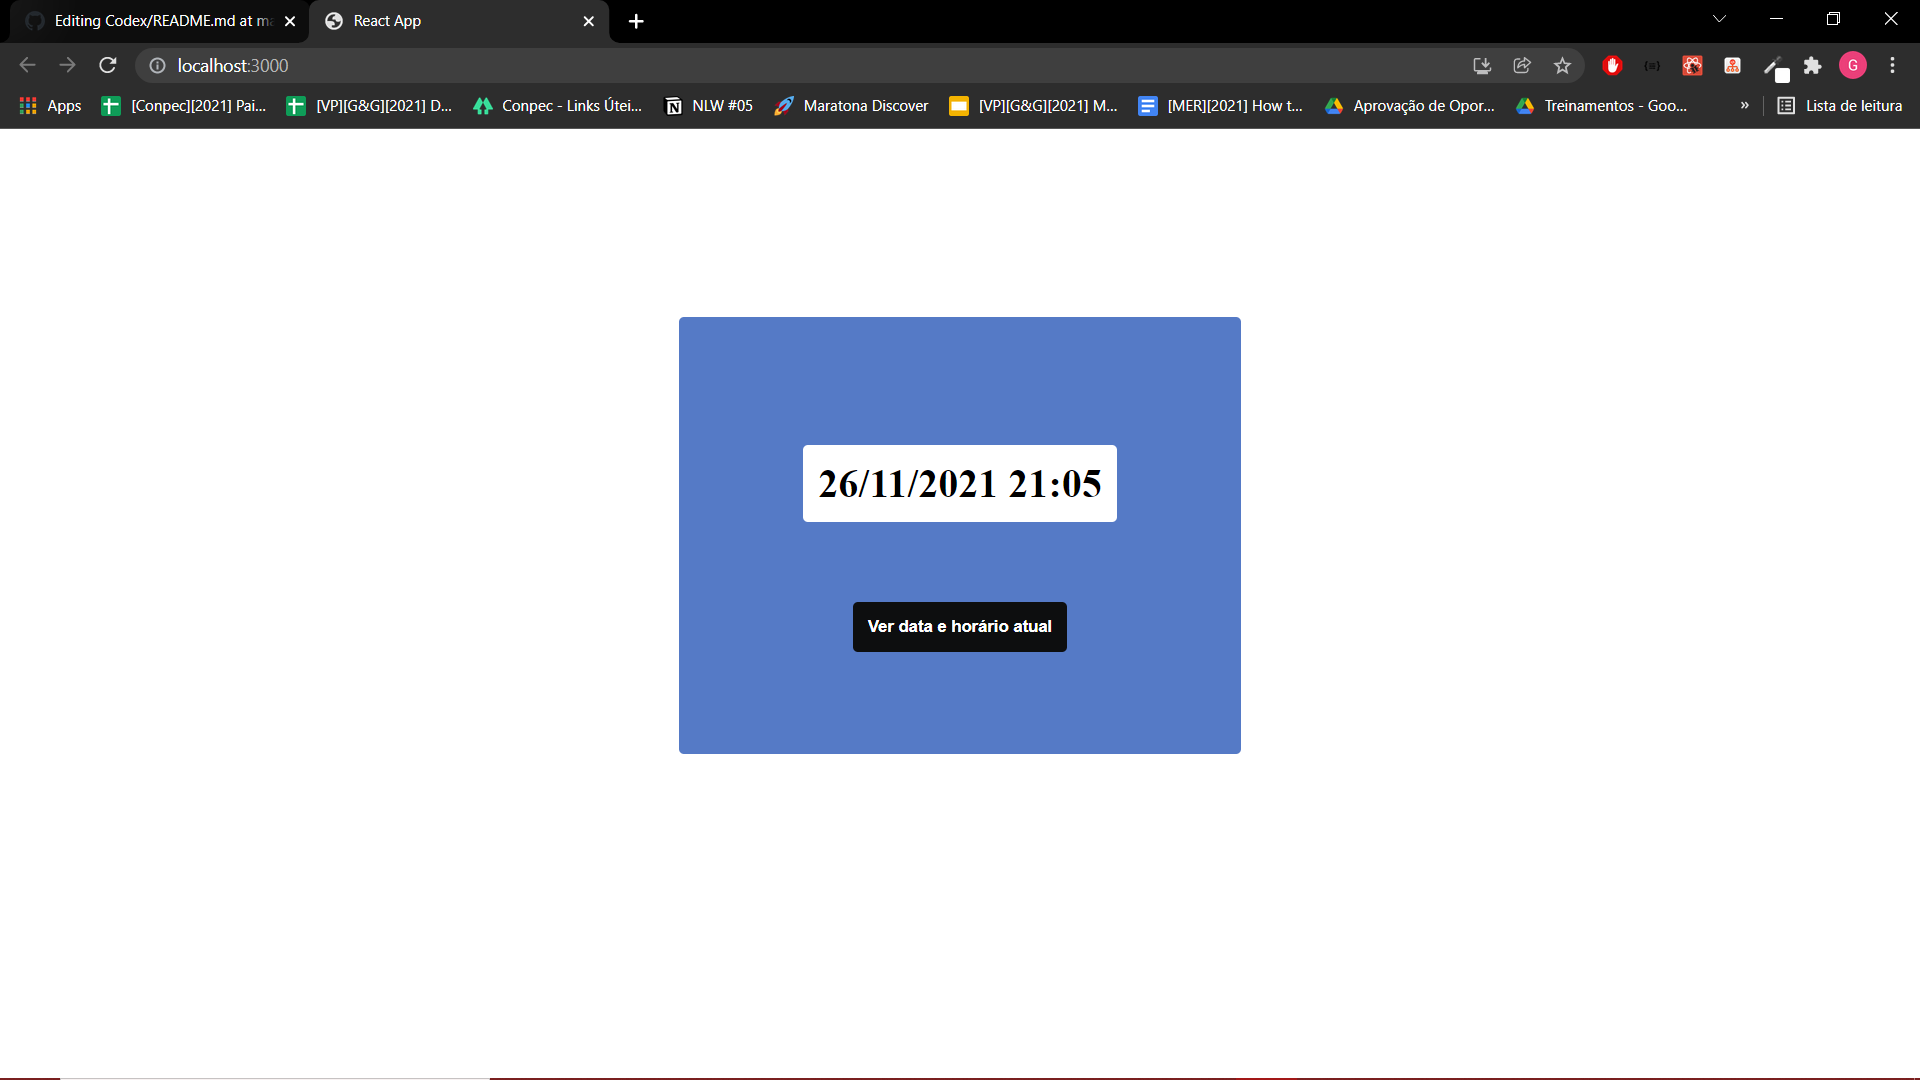 Editing Codex/README.md at ma
React App
localhost:3000
G
Apps
[Conpec][2021] Pai...
[VP][G&G][2021] D...
Conpec - Links Útei...
NLW #05
Maratona Discover
[VP][G&G][2021] M...
[MER][2021] How t...
Aprovação de Opor...
Treinamentos - Goo...
»
Lista de leitura
26/11/2021 21:05
Ver data e horário atual